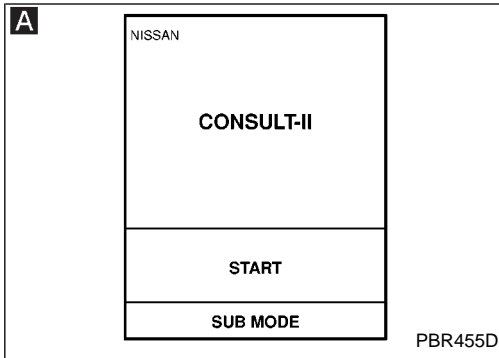 A
NISSAN
CONSULT-II
START
SUB MODE
PBR455D